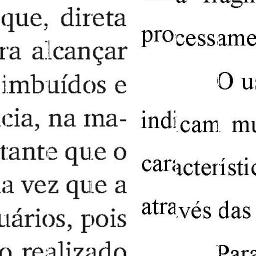 que, direta
ra alcançar
imbuídos e
cia, na ma-
tante que o
a vez que a
uários, pois
o realizado
processame
O us
indicam mu
característic
através das
Para